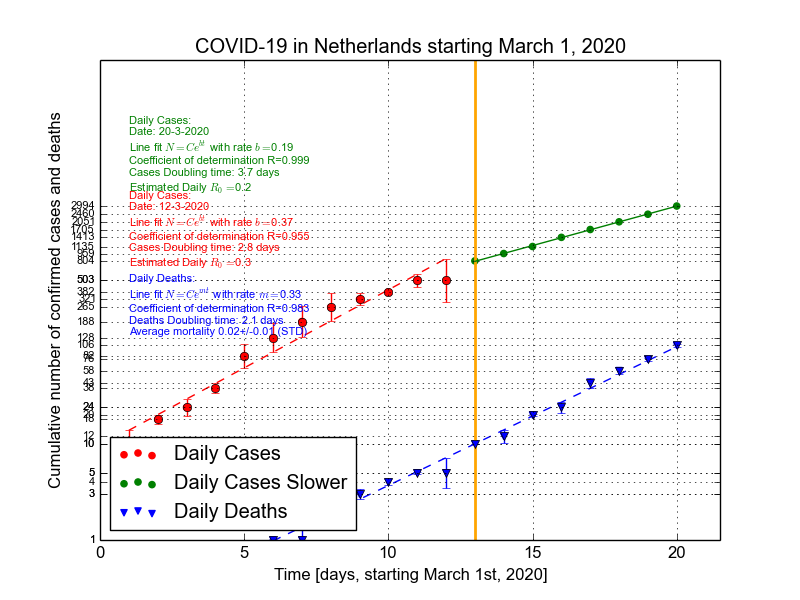 COVID-19 in Netherlands starting March 1, 2020
Cumulative number of confirmed cases and deaths
Daily Cases:
Date: 20-3-2020
Line fit N=Ce^{bt} with rate b=0.19
Coefficient of determination R=0.999
Cases Doubling time: 3.7 days
Estimated Daily R_0=0.2
Daily Cases:
Date: 12-3-2020
Line fit N=Ce^{bt} with rate b=0.37
Coefficient of determination R=0.955
Cases Doubling time: 2.8 days
Estimated Daily R_0=0.3
Daily Deaths:
Line fit N=Ce^{mt} with rate m=0.33
Coefficient of determination R=0.983
Deaths Doubling time: 2.1 days
Average mortality 0.02+/-0.01 (STD)
2994
2460
2051
1705
1413
1135
959
804
503
382
321
265
188
128
76
58
43
38
24
18
12
10
5
4
3
1
Daily Cases
Daily Cases Slower
Daily Deaths
0
5
10
15
20
Time [days, starting March 1st, 2020]